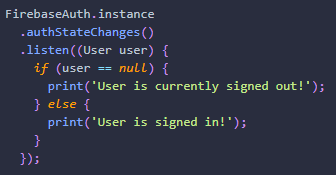 FirebaseAuth.instance
  .authStateChanges()
  .listen((User user) {
    if (user == null) {
      print('User is currently signed out!');
    } else {
      print('User is signed in!');
    }
  });